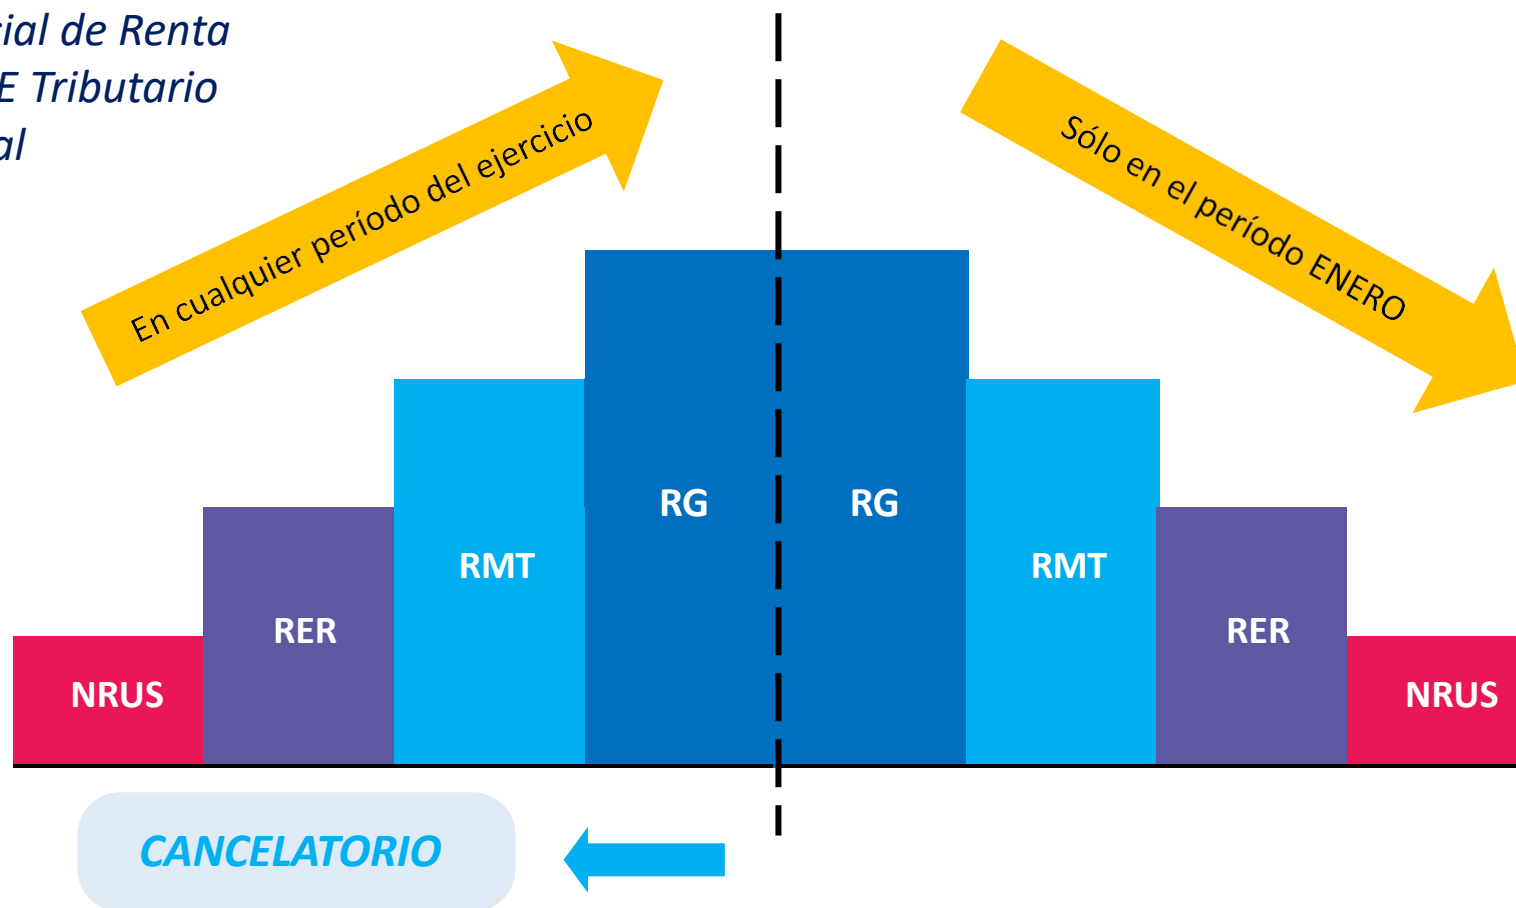 cial de Renta
E Tributario
al
En cualquier período del ejercicio
Sólo en el período ENERO
RG
RG
RMT
RMT
RER
RER
NRUS
NRUS
CANCELATORIO